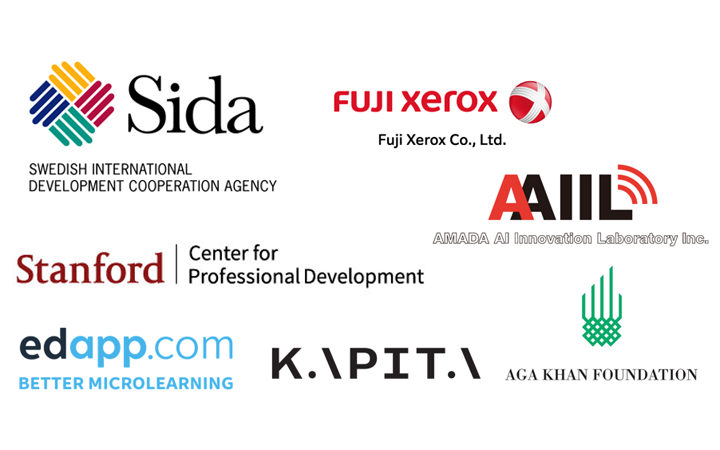 Sida
SWEDISH INTERNATIONAL
DEVELOPMENT COOPERATION AGENCY
FUJI xerox
Fuji Xerox Co., Ltd.
AAIIL
AMADA AI Innovation Laboratory Inc.
Stanford
Center for
Professional Development
edapp.com
BETTER MICROLEARNING
K.\PIT.\
AGA KHAN FOUNDATION